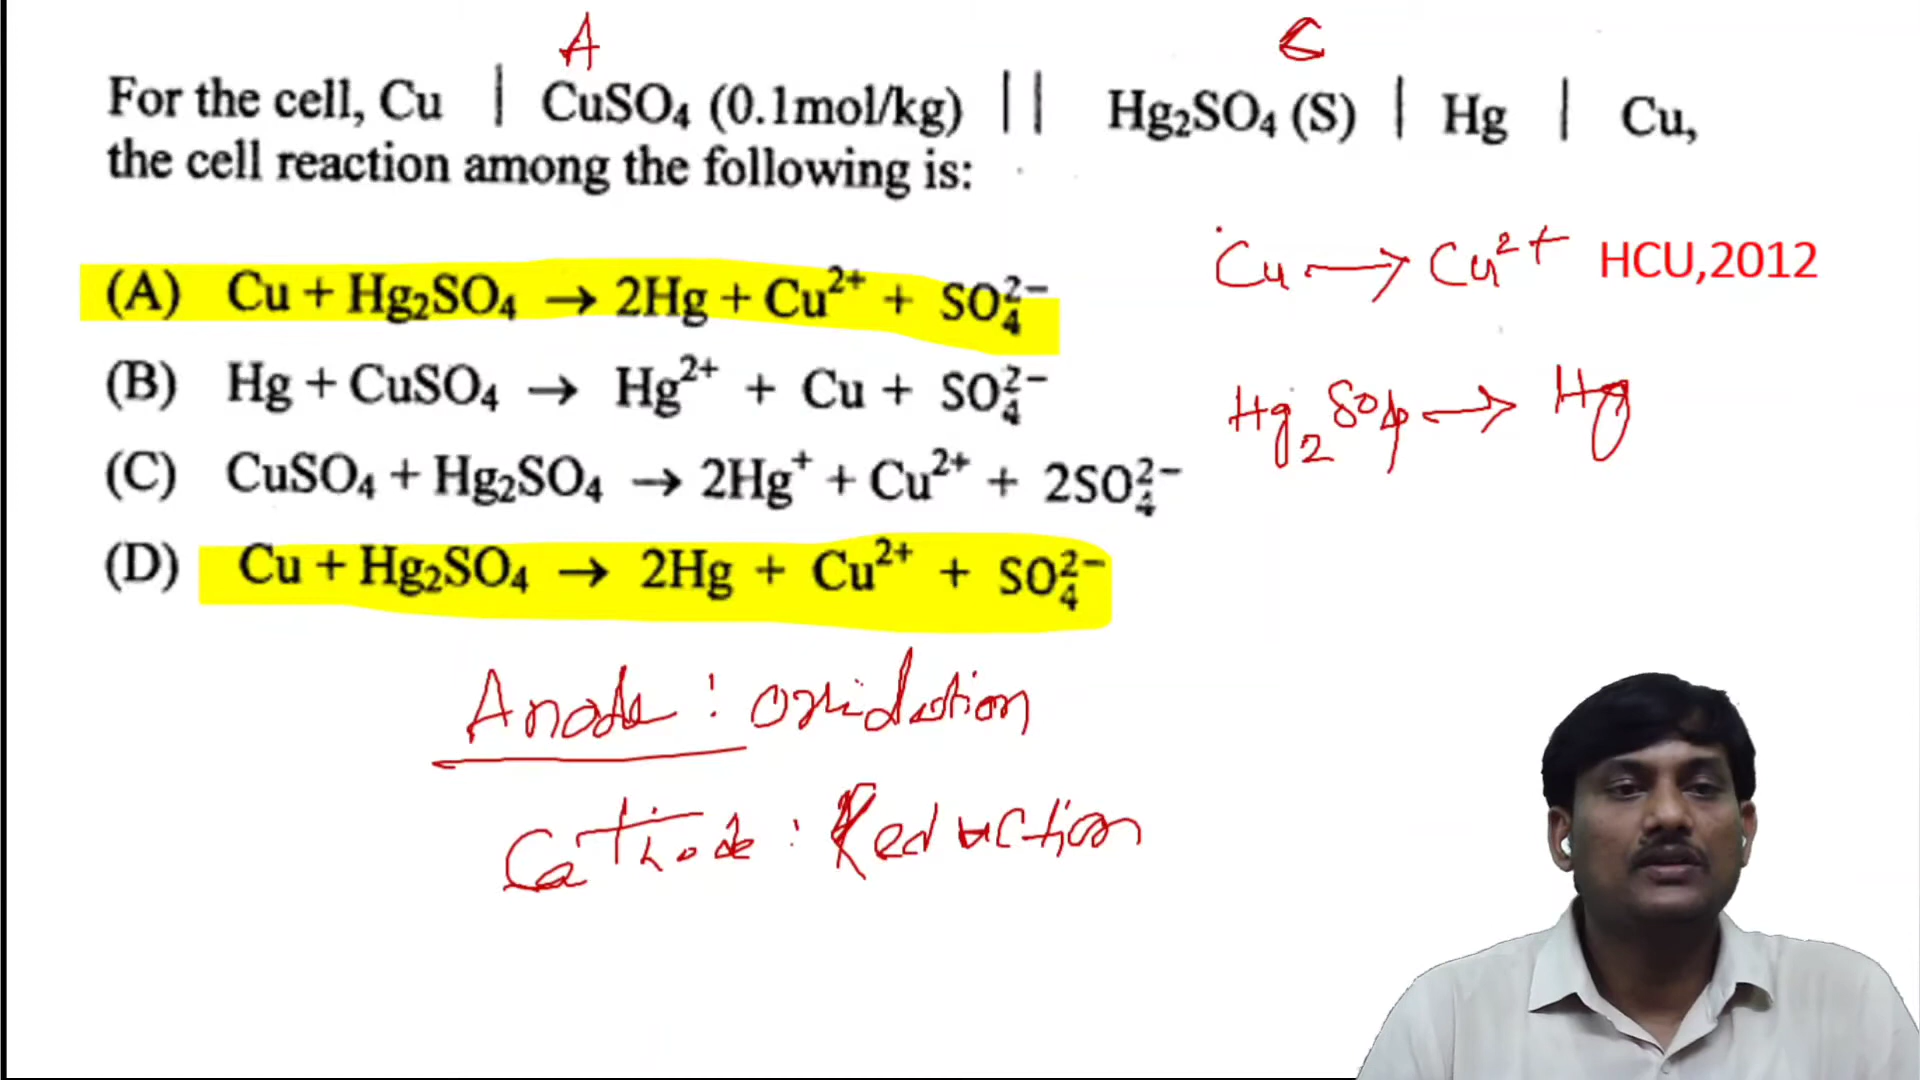 A C
For the cell, Cu | CuSO₄ (0.1mol/kg) || Hg₂SO₄ (S) | Hg | Cu,
the cell reaction among the following is:
Cu → Cu²⁺ HCU,2012
(A) Cu + Hg₂SO₄ → 2Hg + Cu²⁺ + SO₄²⁻
(B) Hg + CuSO₄ → Hg²⁺ + Cu + SO₄²⁻
Hg₂SO₄ → Hg
(C) CuSO₄ + Hg₂SO₄ → 2Hg⁺ + Cu²⁺ + 2SO₄²⁻
(D) Cu + Hg₂SO₄ → 2Hg + Cu²⁺ + SO₄²⁻
Anode : oxidation
Cathode : Reduction